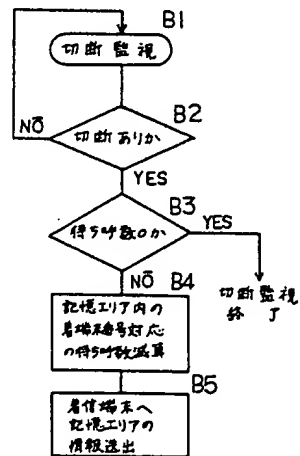 B1
切断監視
B2
NO
切断ありか
YES
B3
待ち呼数0か
YES
NO
B4
切断監視
終了
記憶エリア内の
着端末番号対応
の待ち呼数減算
B5
着信端末へ
記憶エリアの
情報送出